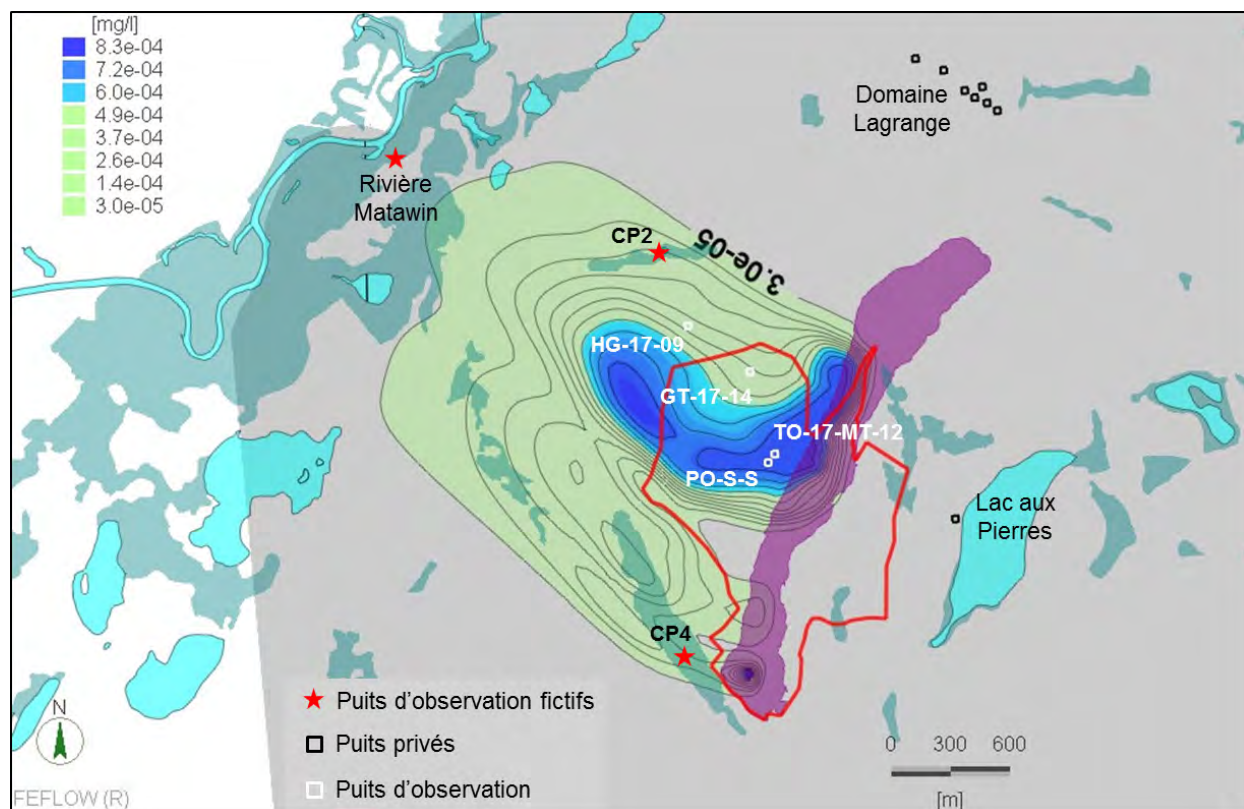 [mg/l]
8.3e-04
7.2e-04
6.0e-04
4.9e-04
3.7e-04
2.6e-04
1.4e-04
3.0e-05
Domaine
Lagrange
Rivière
Matawin
CP2
3.0e-05
HG-17-09
GT-17-14
TO-17-MT-12
PO-S-S
Lac aux
Pierres
CP4
N
FEFLOW (R)
Puits d'observation fictifs
Puits privés
Puits d'observation
0 300 600
[m]